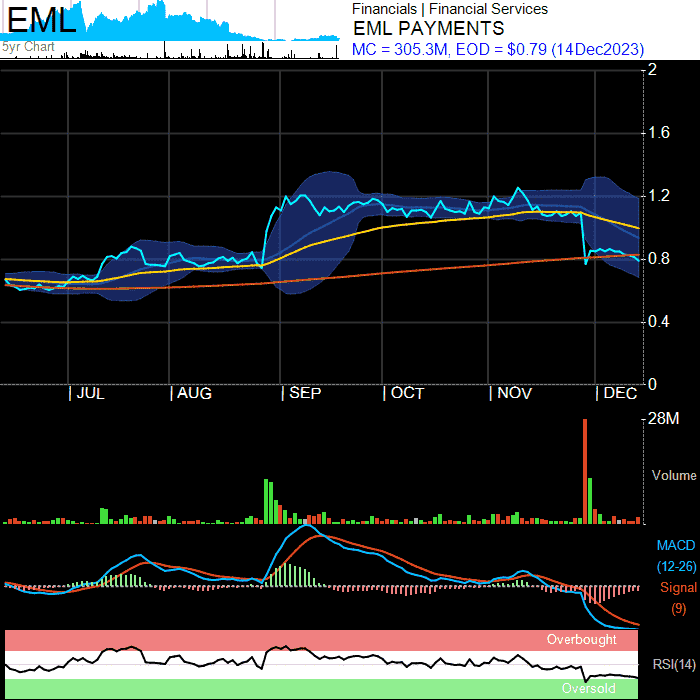 EML
5yr Chart
Financials | Financial Services
EML PAYMENTS
MC = 305.3M, EOD = $0.79 (14Dec2023)
2
1.6
1.2
0.8
0.4
0
| JUL | AUG | SEP | OCT | NOV | DEC
28M
Volume
MACD
(12-26)
Signal
(9)
Overbought
RSI(14)
Oversold